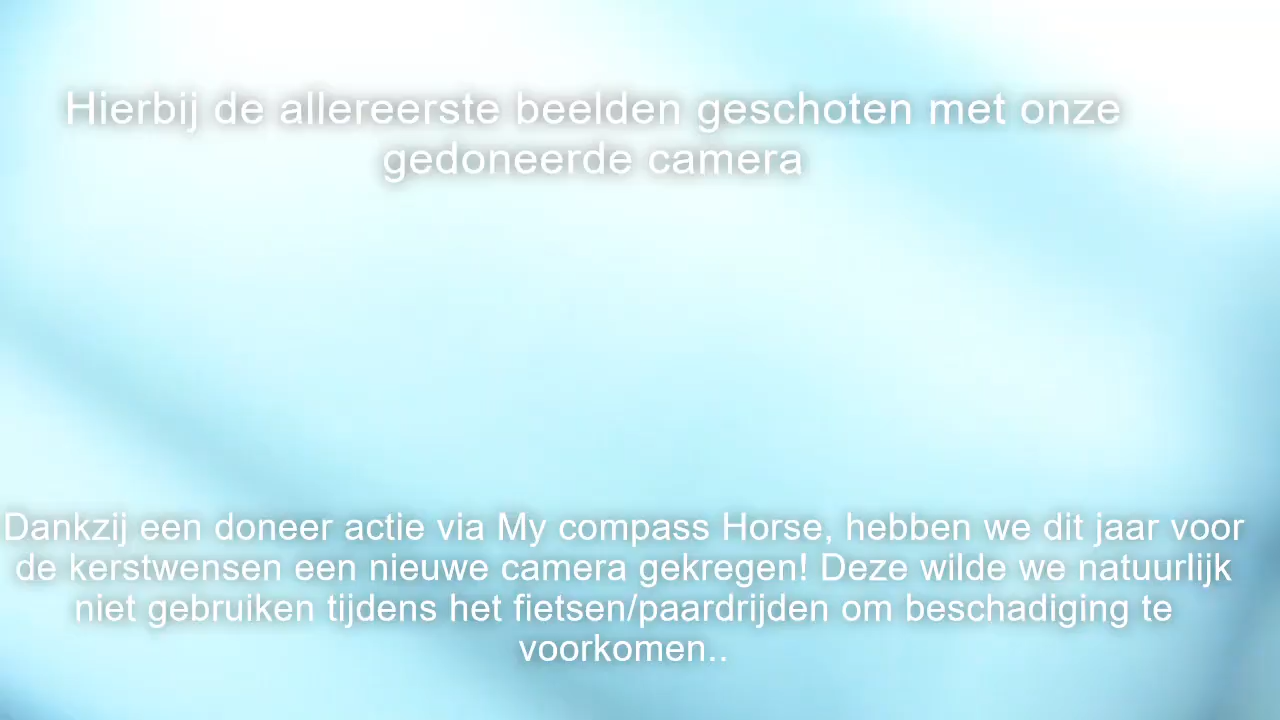 Hierbij de allereerste beelden geschoten met onze
gedoneerde camera
Dankzij een doneer actie via My compass Horse, hebben we dit jaar voor
de kerstwensen een nieuwe camera gekregen! Deze wilde we natuurlijk
niet gebruiken tijdens het fietsen/paardrijden om beschadiging te
voorkomen..